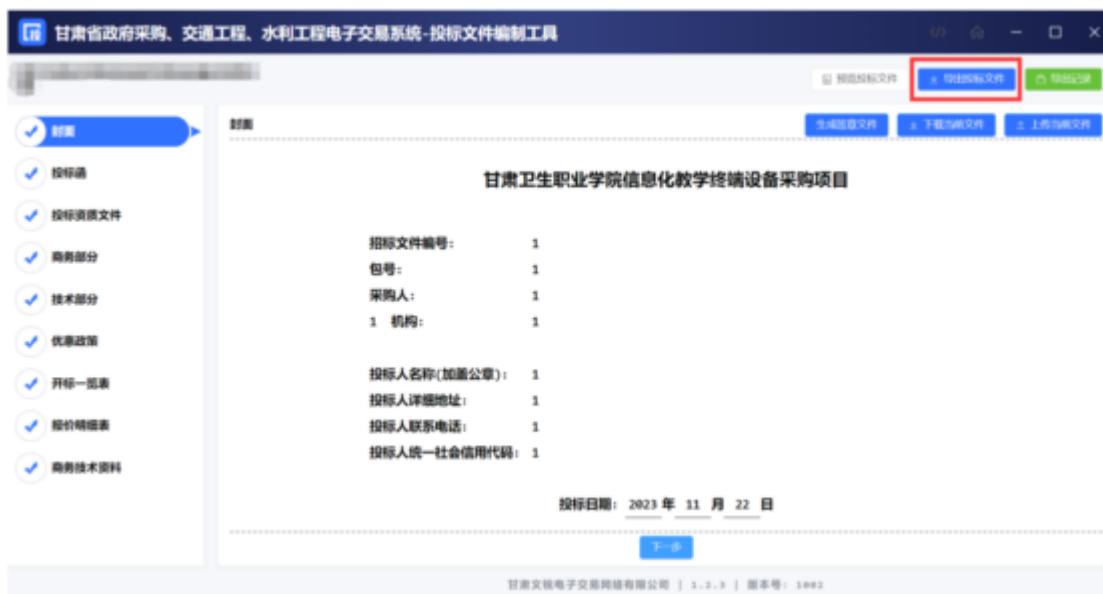 甘肃省政府采购、交通工程、水利工程电子交易系统-投标文件编制工具
预览投标文件 导出投标文件 导出记录
封面
投标函
投标资质文件
商务部分
技术部分
优惠政策
开标一览表
报价明细表
商务技术资料
封面 生成签章文件 下载当前文件 上传当前文件
甘肃卫生职业学院信息化教学终端设备采购项目
招标文件编号： 1
包号： 1
采购人： 1
1 机构： 1
投标人名称(加盖公章)： 1
投标人详细地址： 1
投标人联系电话： 1
投标人统一社会信用代码： 1
投标日期： 2023 年 11 月 22 日
下一步
甘肃文锐电子交易网络有限公司 | 1.2.3 | 版本号: 1002